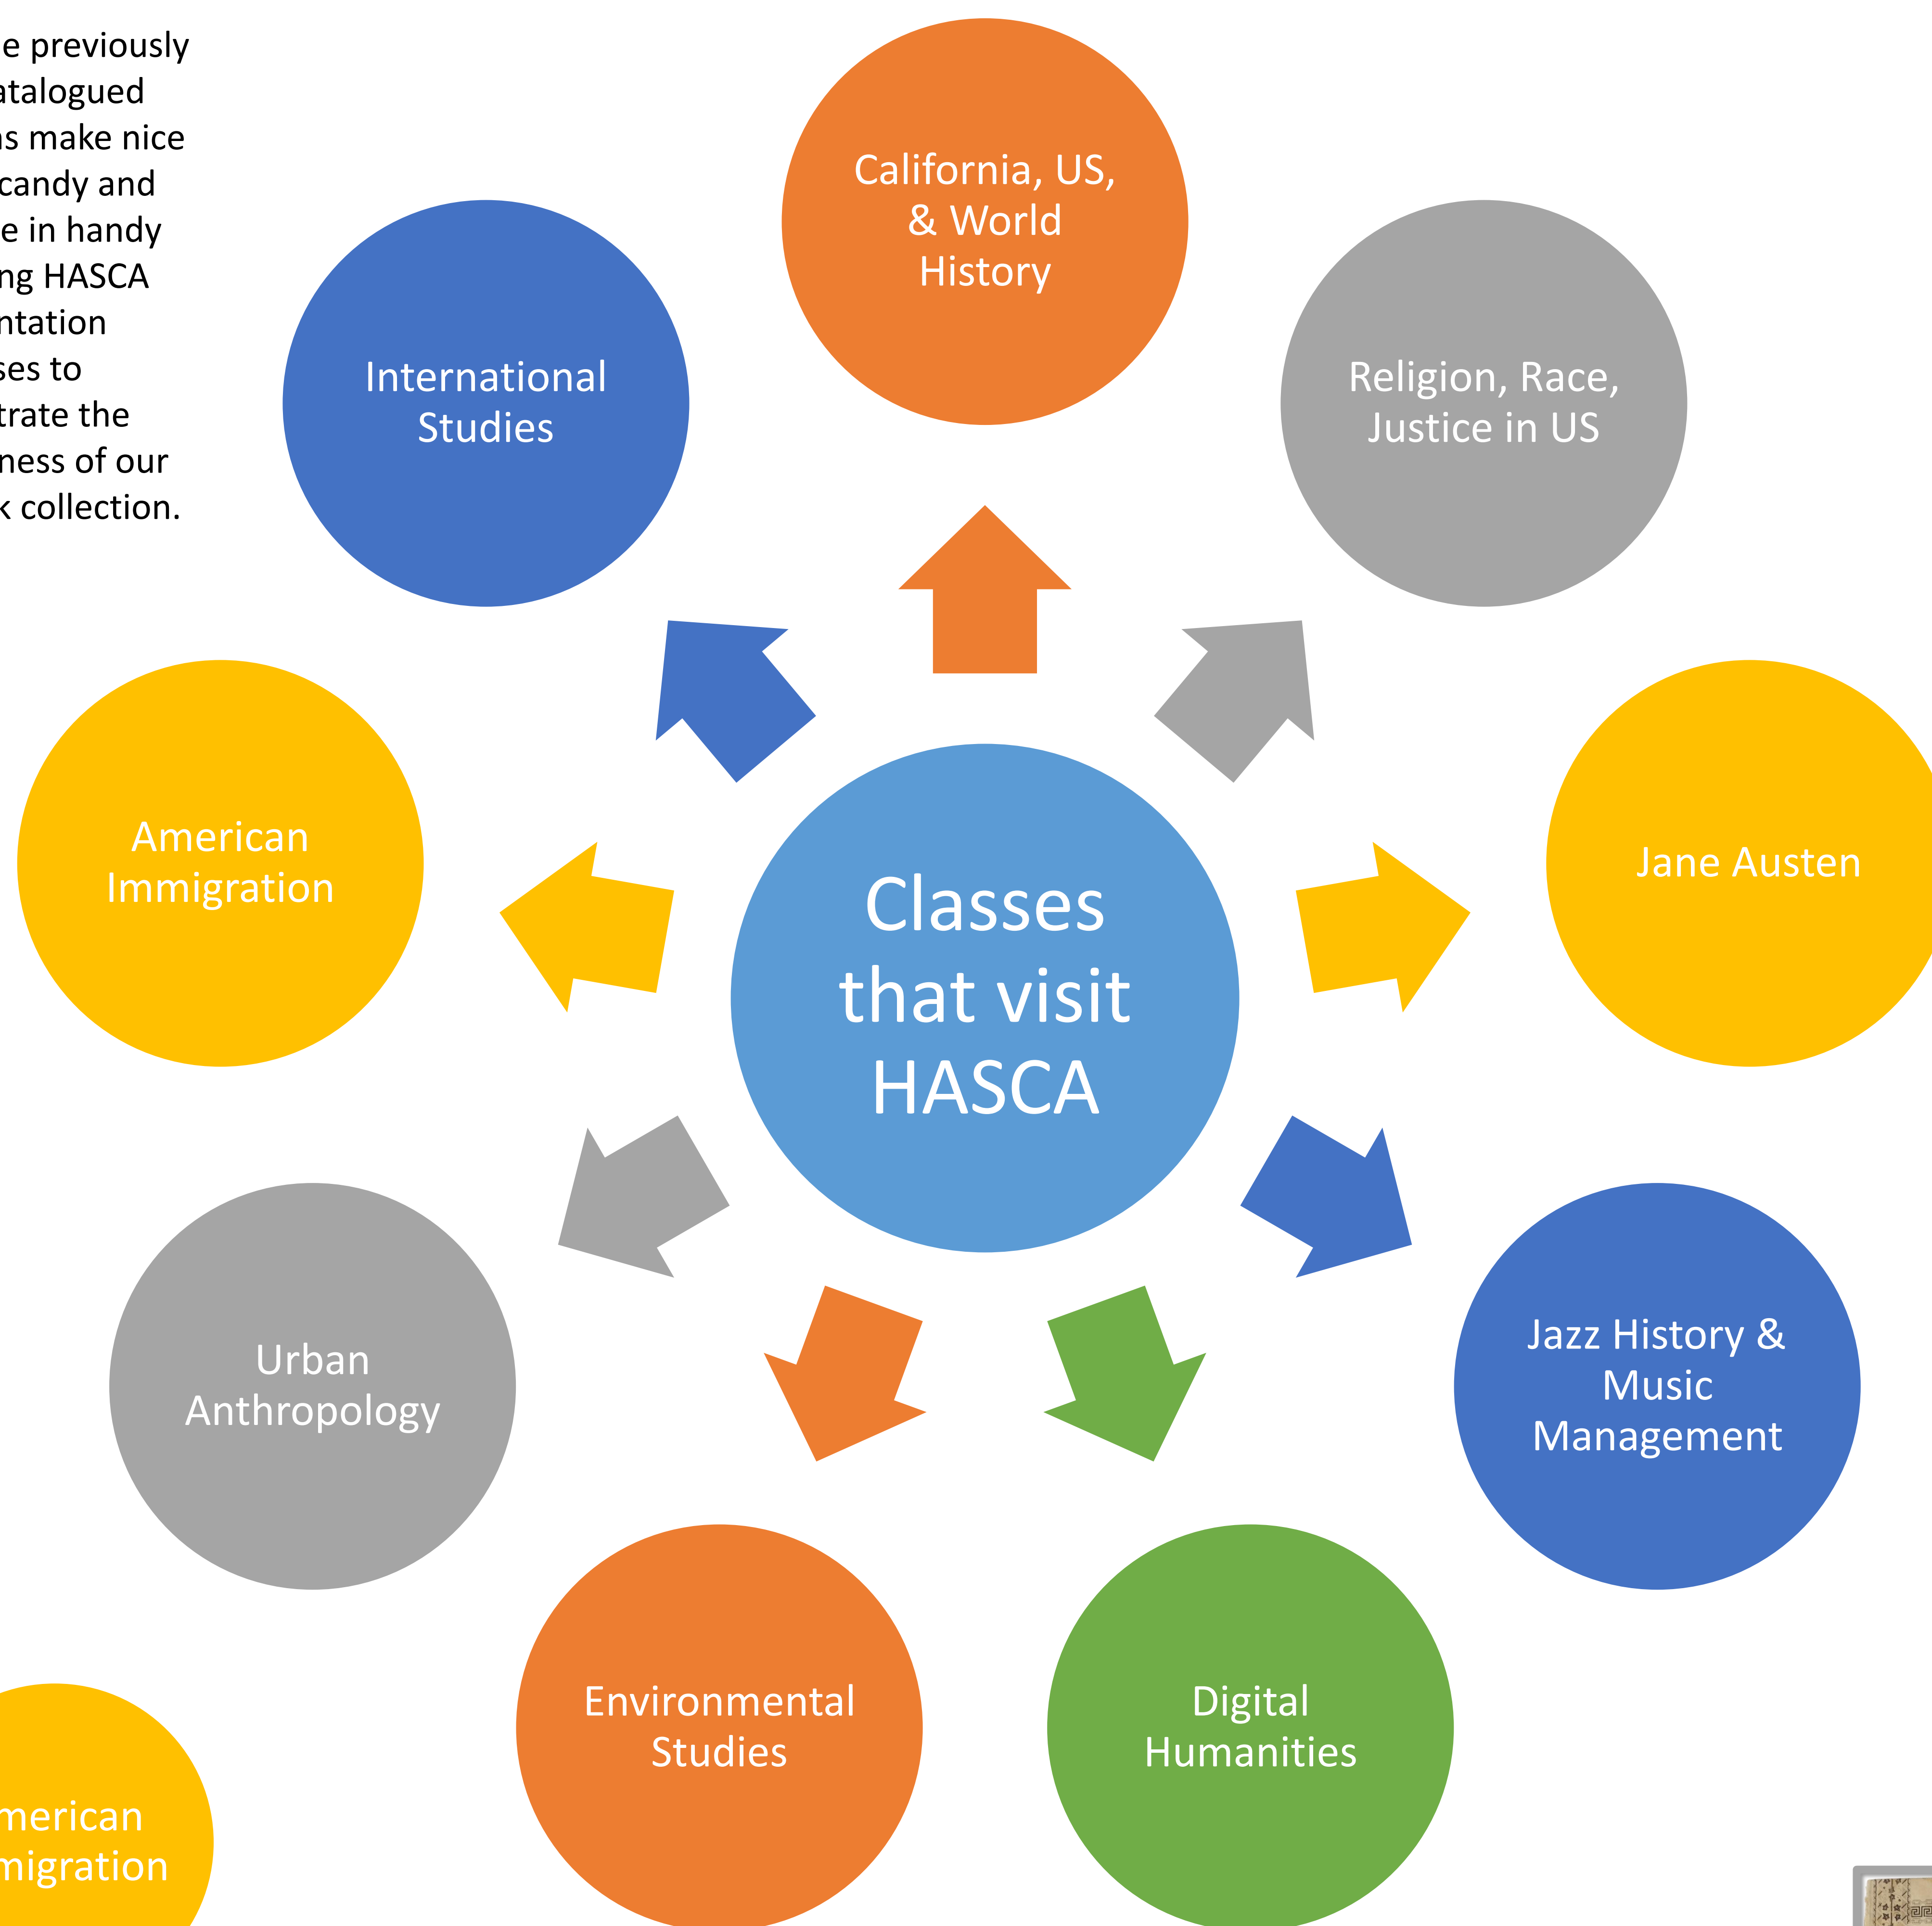 e previously
atalogued
s make nice
candy and
e in handy
ng HASCA
ntation
ses to
trate the
ness of our
k collection.
California, US,
& World
History
International
Studies
Religion, Race,
Justice in US
American
Immigration
Jane Austen
Classes
that visit
HASCA
Urban
Anthropology
Jazz History &
Music
Management
Environmental
Studies
Digital
Humanities
merican
migration